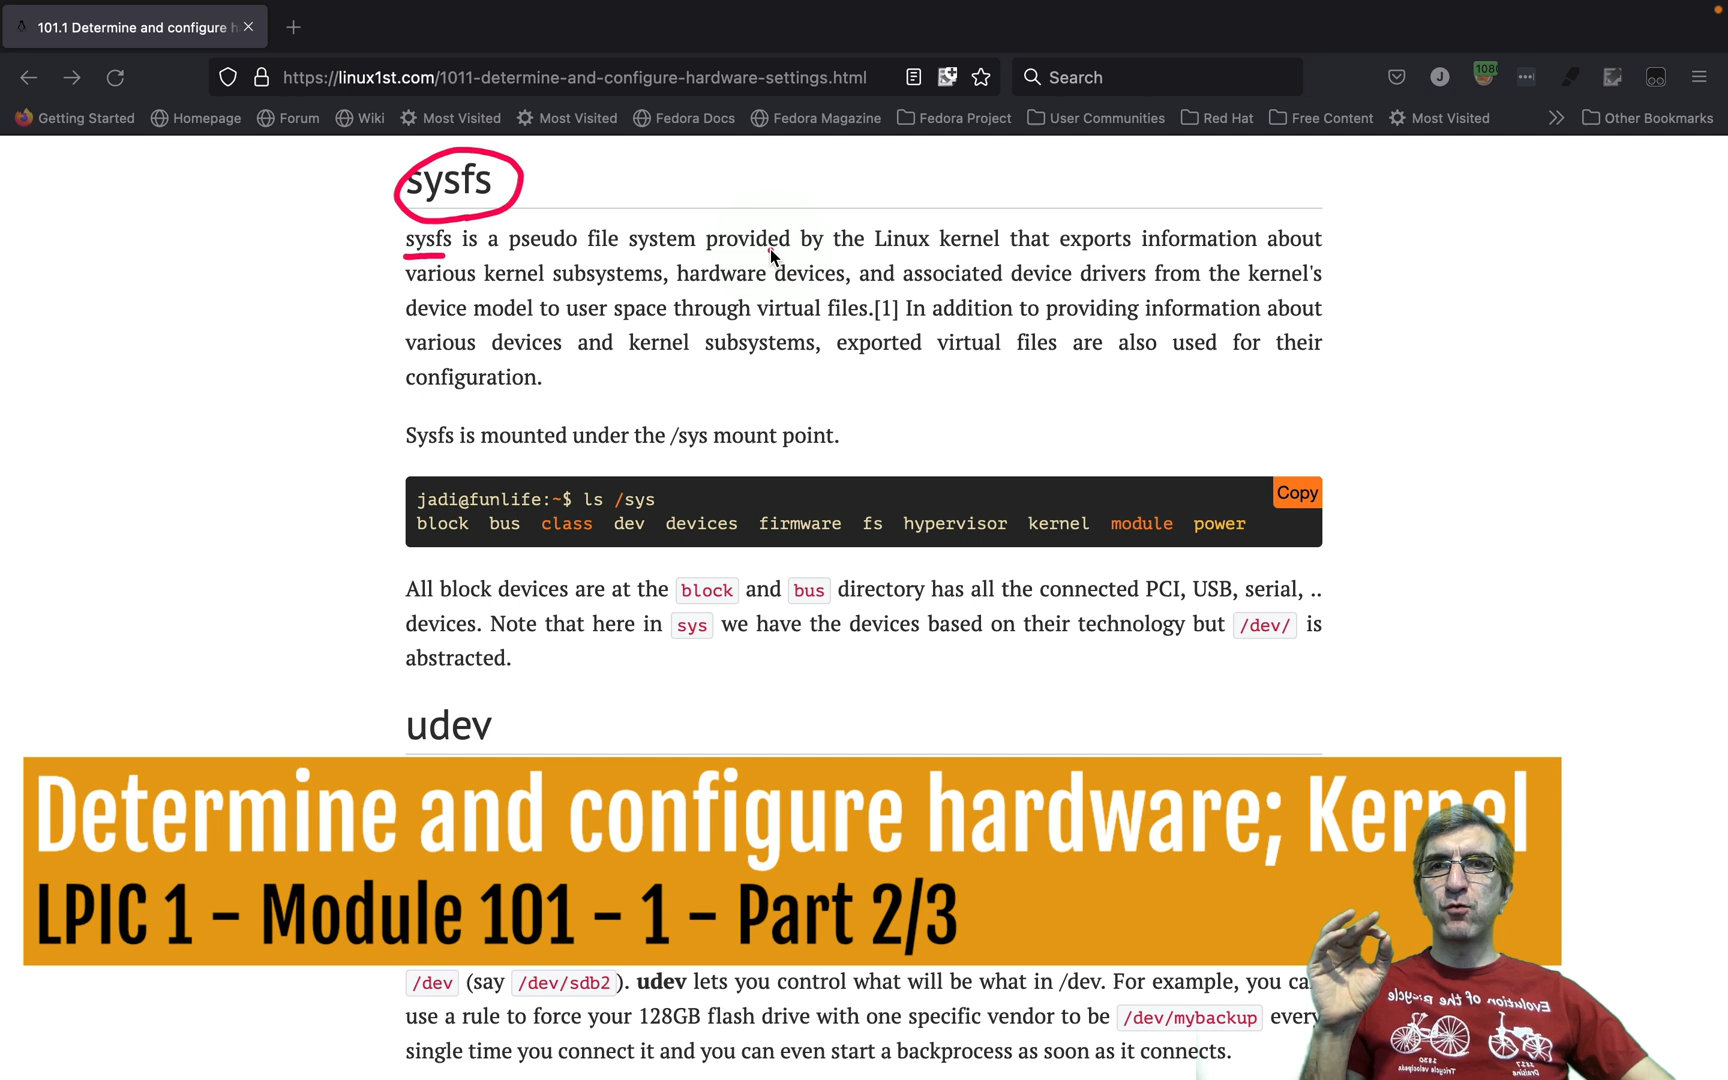 101.1 Determine and configure h
https://linux1st.com/1011-determine-and-configure-hardware-settings.html
Search
J
108
Getting Started
Homepage
Forum
Wiki
Most Visited
Most Visited
Fedora Docs
Fedora Magazine
Fedora Project
User Communities
Red Hat
Free Content
Most Visited
Other Bookmarks
sysfs
sysfs is a pseudo file system provided by the Linux kernel that exports information about
various kernel subsystems, hardware devices, and associated device drivers from the kernel's
device model to user space through virtual files.[1] In addition to providing information about
various devices and kernel subsystems, exported virtual files are also used for their
configuration.
Sysfs is mounted under the /sys mount point.
Copy
jadi@funlife:~$ ls /sys
block bus class dev devices firmware fs hypervisor kernel module power
All block devices are at the block and bus directory has all the connected PCI, USB, serial, ..
devices. Note that here in sys we have the devices based on their technology but /dev/ is
abstracted.
udev
Determine and configure hardware; Kernel
LPIC 1 – Module 101 – 1 – Part 2/3
/dev (say /dev/sdb2). udev lets you control what will be what in /dev. For example, you ca
use a rule to force your 128GB flash drive with one specific vendor to be /dev/mybackup every
single time you connect it and you can even start a backprocess as soon as it connects.
Evolution of the Bicycle
1830
Tricycle velocipede
Draisine